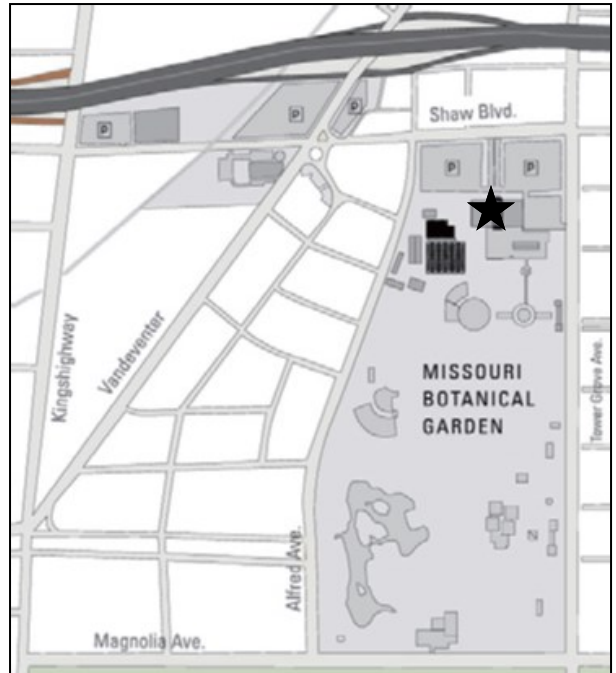 P
Shaw Blvd.
P
P
P
P
Kingshighway
Vandeventer
MISSOURI
BOTANICAL
GARDEN
Tower Grove Ave.
Alfred Ave.
Magnolia Ave.